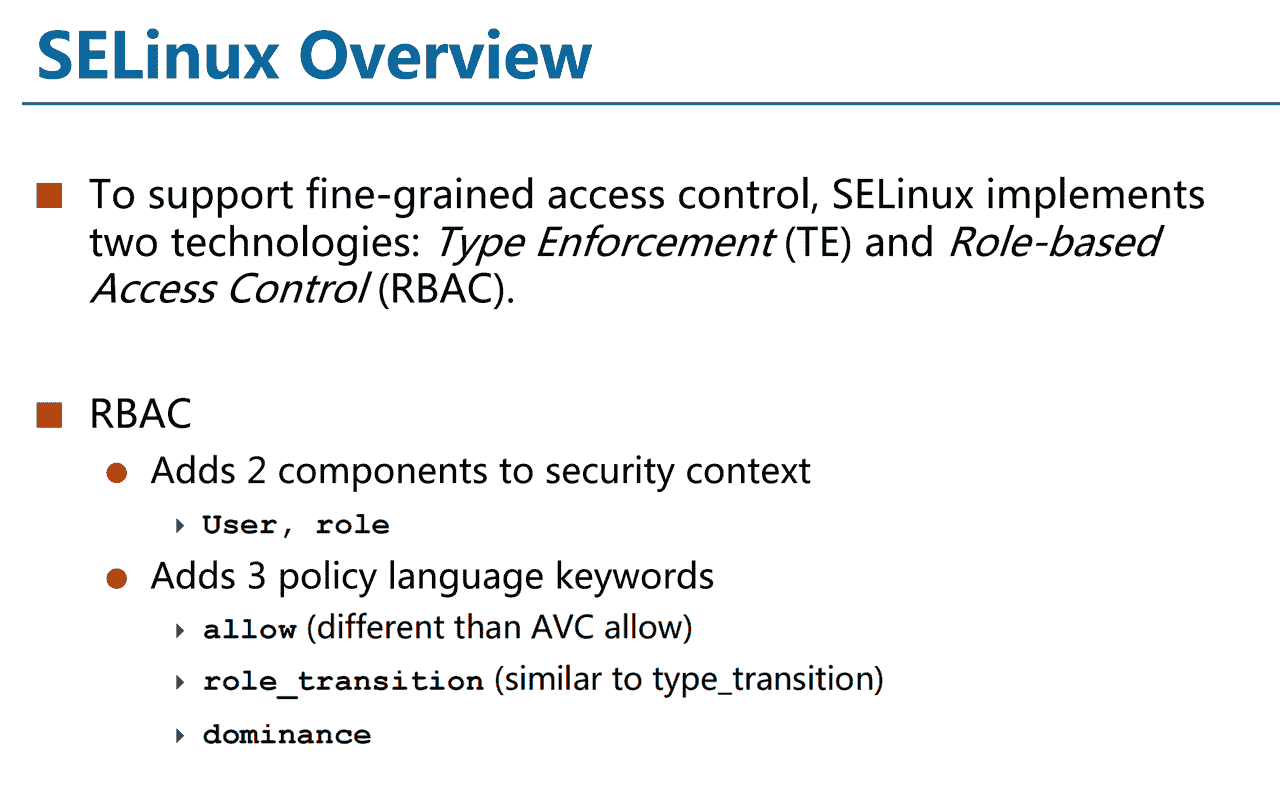 SELinux Overview
To support fine-grained access control, SELinux implements
two technologies: Type Enforcement (TE) and Role-based
Access Control (RBAC).
RBAC
Adds 2 components to security context
User, role
Adds 3 policy language keywords
allow (different than AVC allow)
role_transition (similar to type_transition)
dominance